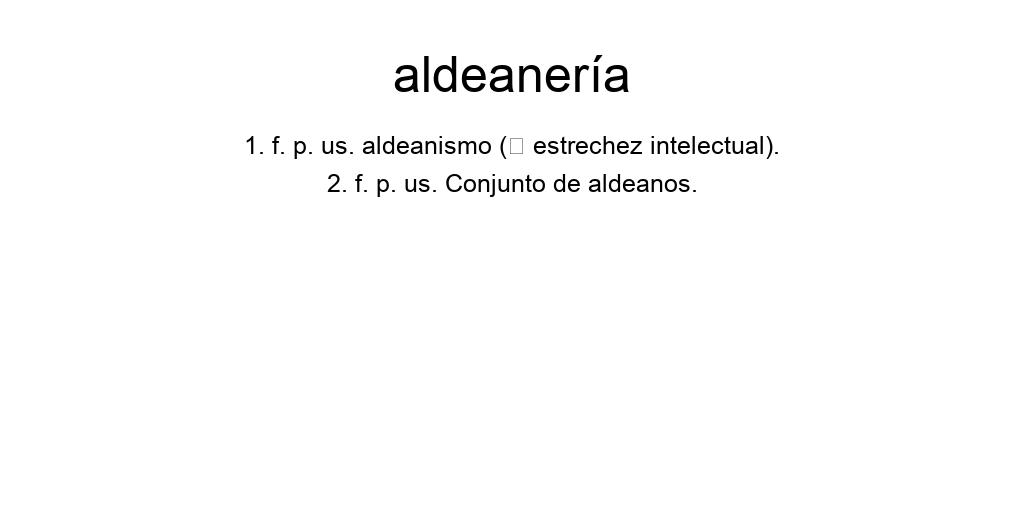 aldeanería
1. f. p. us. aldeanismo (▯ estrechez intelectual).
2. f. p. us. Conjunto de aldeanos.